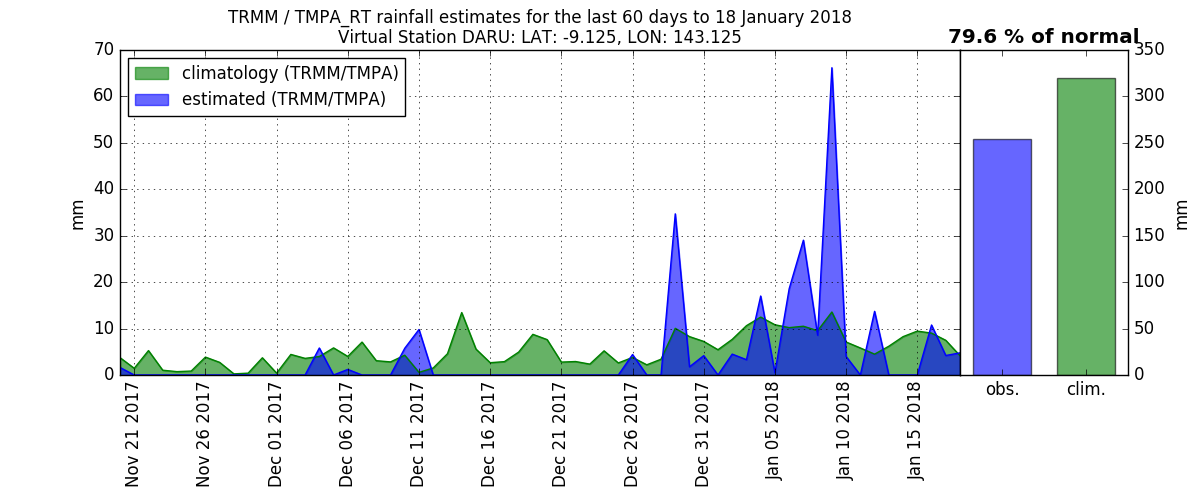 TRMM / TMPA_RT rainfall estimates for the last 60 days to 18 January 2018
Virtual Station DARU: LAT: -9.125, LON: 143.125
79.6 % of normal
climatology (TRMM/TMPA)
estimated (TRMM/TMPA)
70
60
50
40
30
20
10
0
mm
350
300
250
200
150
100
50
0
mm
Nov 21 2017
Nov 26 2017
Dec 01 2017
Dec 06 2017
Dec 11 2017
Dec 16 2017
Dec 21 2017
Dec 26 2017
Dec 31 2017
Jan 05 2018
Jan 10 2018
Jan 15 2018
obs.
clim.